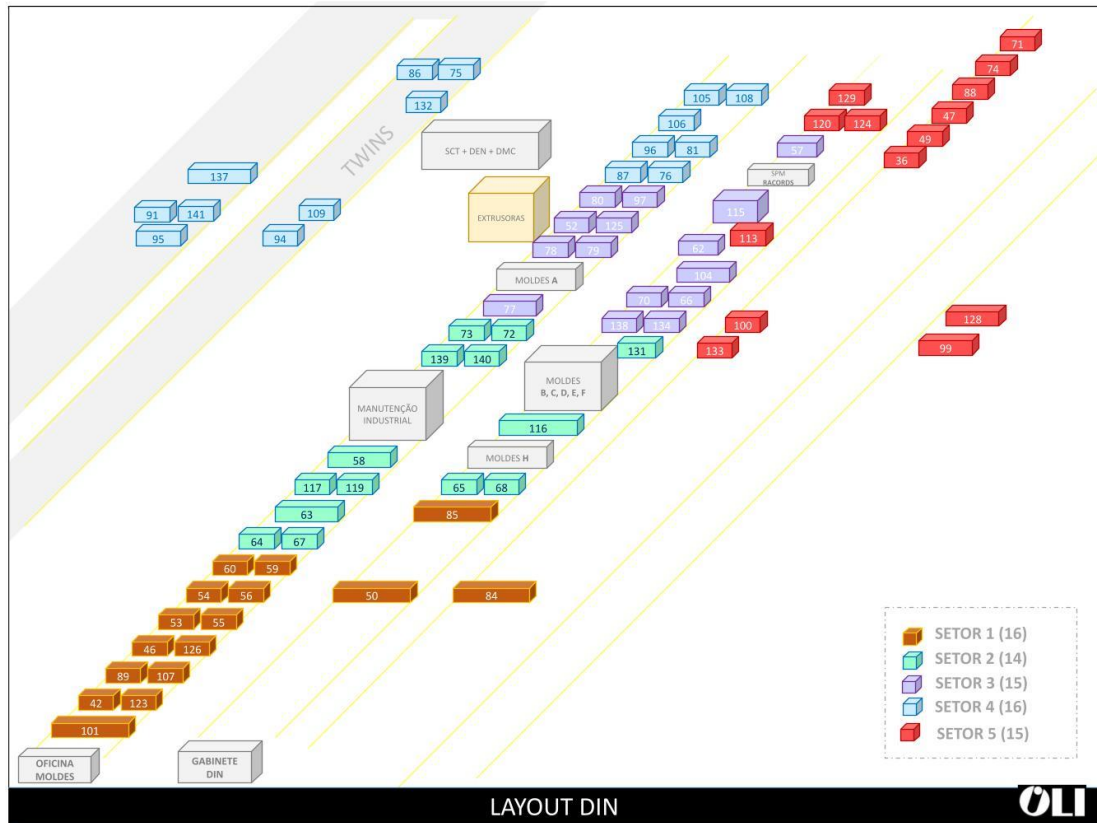 71
86 75
74
88
105 108
129
132
47
106
120 124
TWINS
49
SCT + DEN + DMC
96 81
57
36
137
87 76
SPM
RACORDS
80 97
91 141
109
EXTRUSORAS
52 125
115
95
94
78 79
62
113
MOLDES A
104
77
70 66
128
73 72
138 134
100
139 140
131
133
99
MOLDES
B, C, D, E, F
MANUTENÇÃO
INDUSTRIAL
116
58
MOLDES H
117 119
65 68
63
85
64 67
60 59
54 56
50
84
53 55
SETOR 1 (16)
46 126
SETOR 2 (14)
89 107
SETOR 3 (15)
42 123
SETOR 4 (16)
101
SETOR 5 (15)
OFICINA
MOLDES
GABINETE
DIN
LAYOUT DIN
OLI